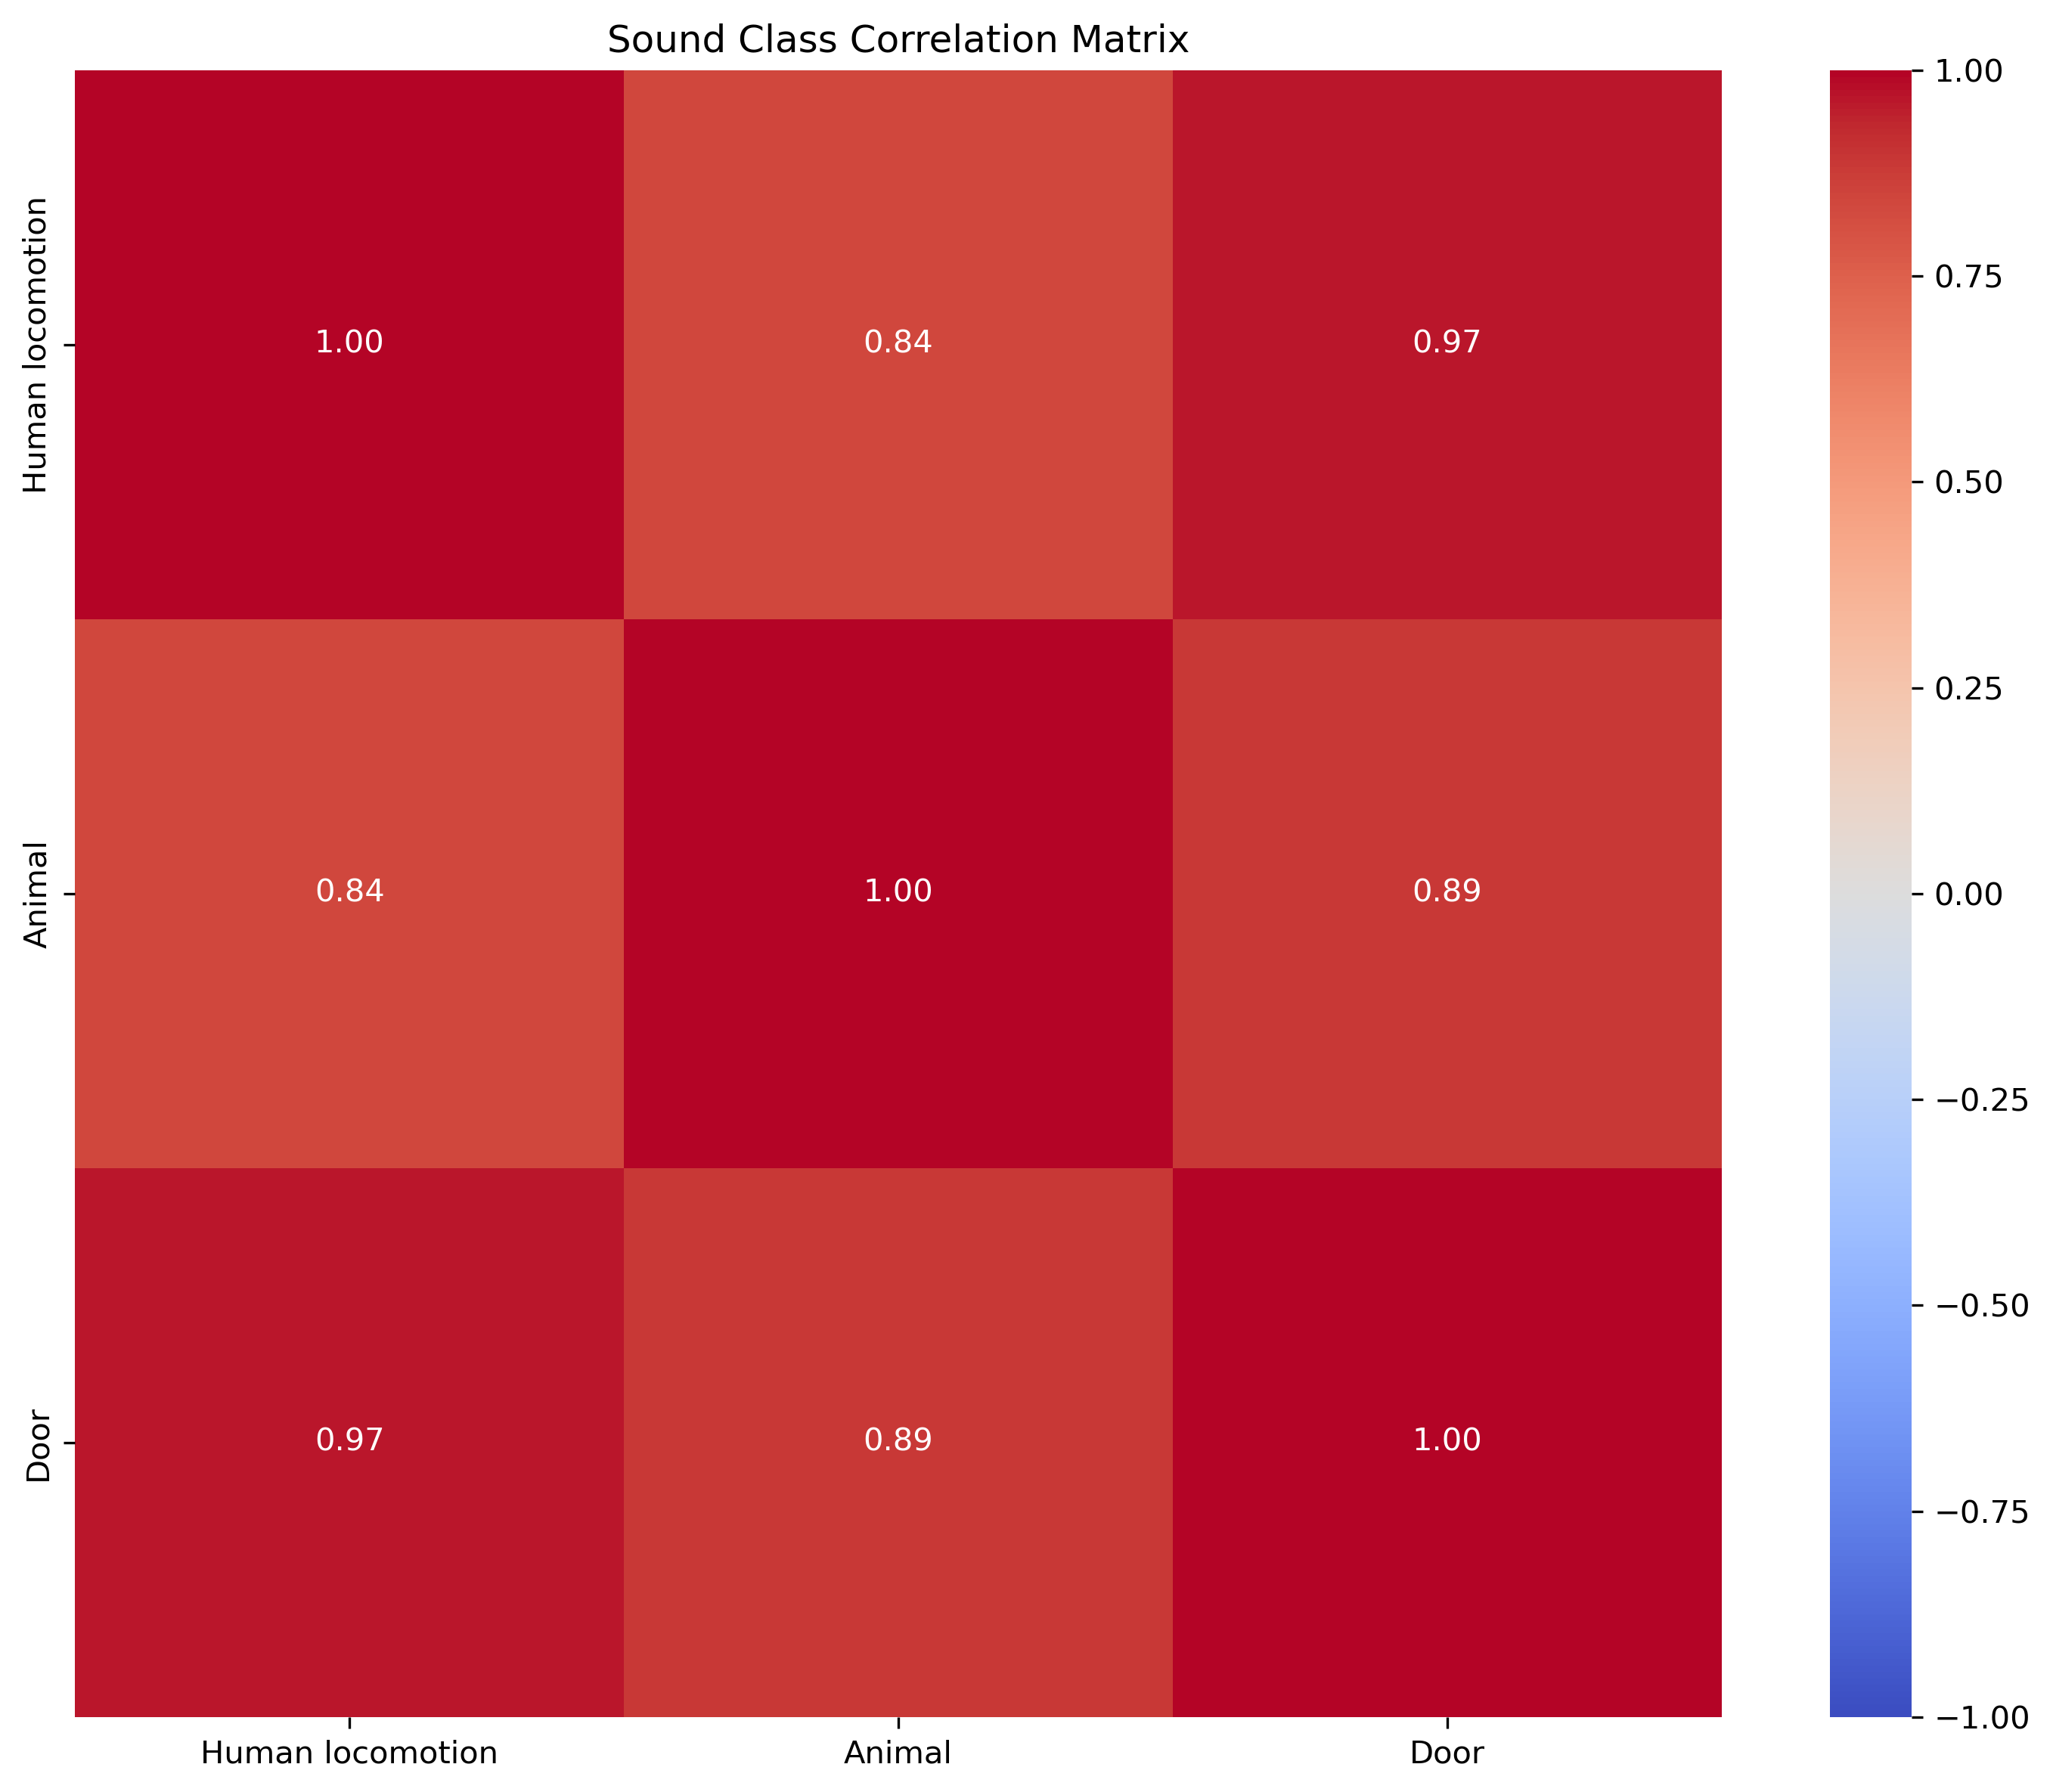 Sound Class Correlation Matrix
Human locomotion
Animal
Door
1.00 0.84 0.97
0.84 1.00 0.89
0.97 0.89 1.00
Human locomotion Animal Door
1.00
0.75
0.50
0.25
0.00
−0.25
−0.50
−0.75
−1.00